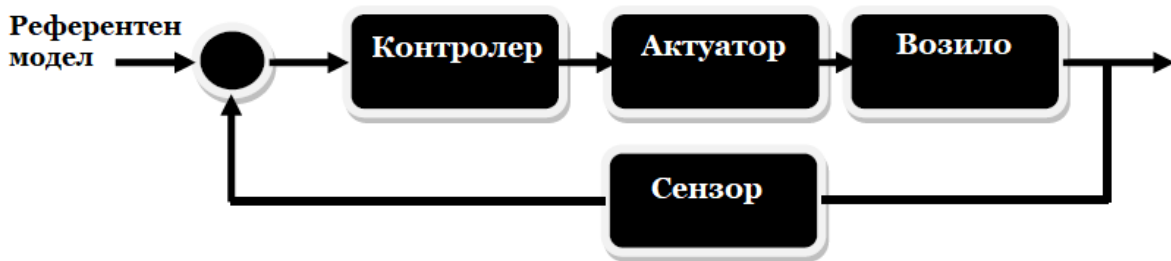 Референтен
модел
Контролер
Актуатор
Возило
Сензор